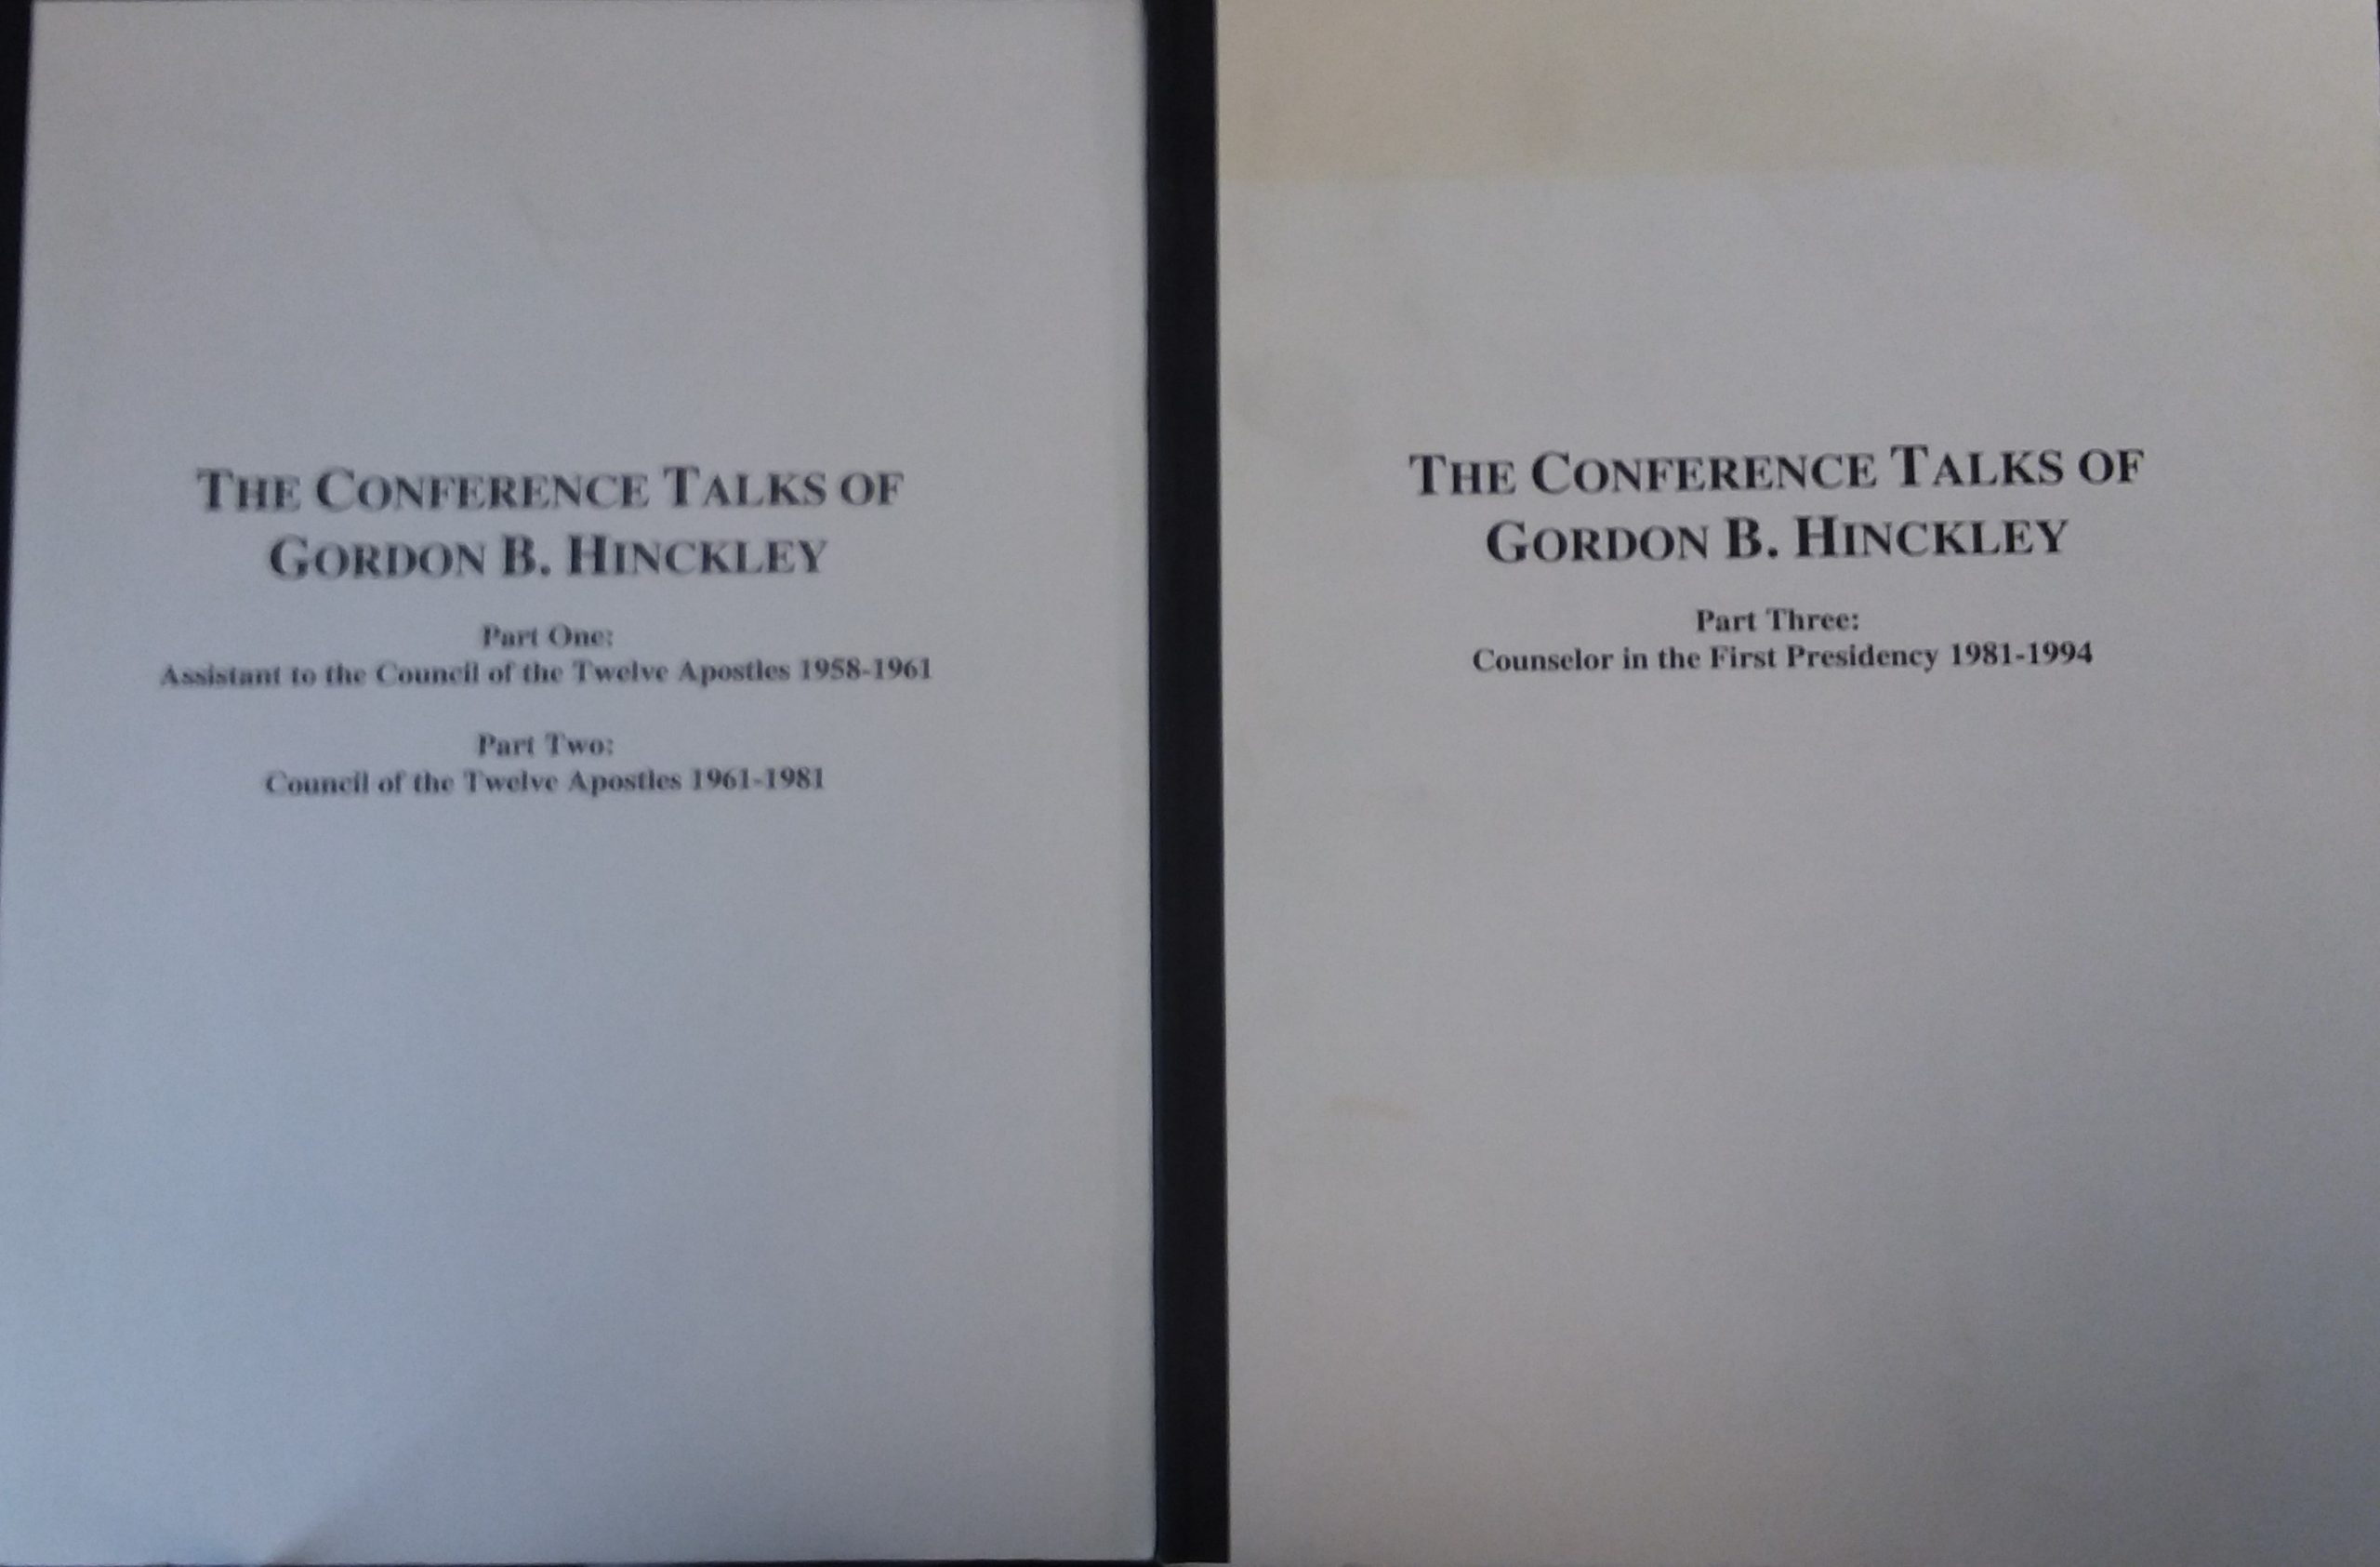 THE CONFERENCE TALKS OF
GORDON B. HINCKLEY
Part One:
Assistant to the Council of the Twelve Apostles 1958-1961
Part Two:
Council of the Twelve Apostles 1961-1981
THE CONFERENCE TALKS OF
GORDON B. HINCKLEY
Part Three:
Counselor in the First Presidency 1981-1994